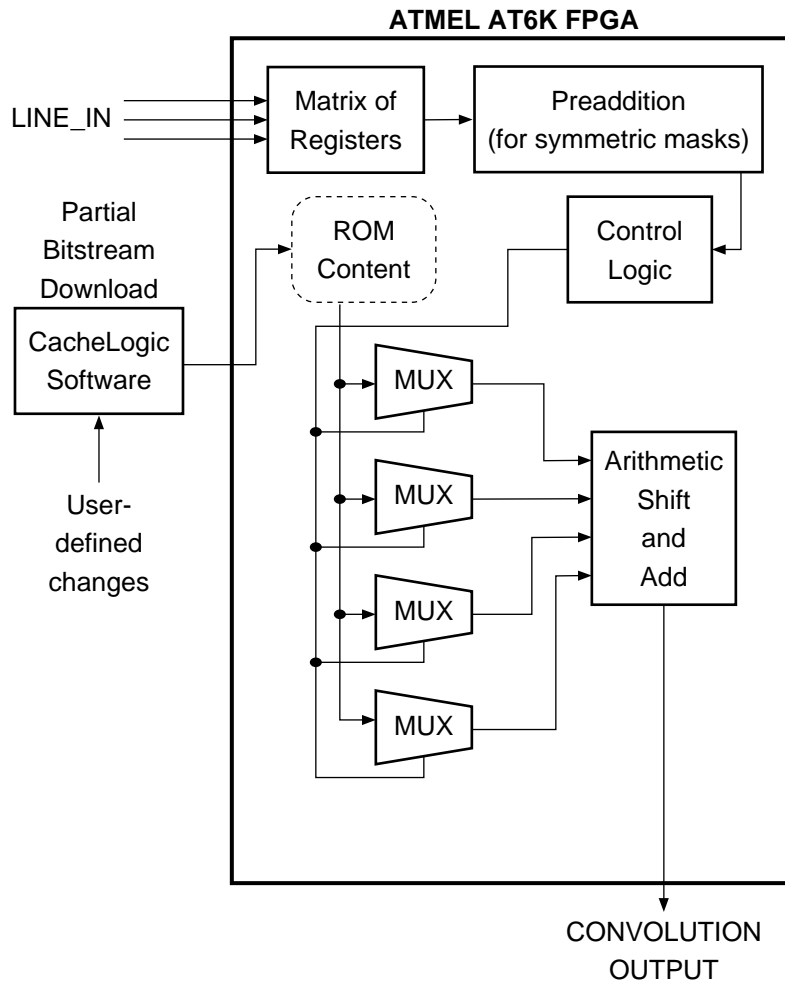 ATMEL AT6K FPGA
LINE_IN
Matrix of
Registers
Preaddition
(for symmetric masks)
Partial
Bitstream
Download
ROM
Content
Control
Logic
CacheLogic
Software
MUX
MUX
MUX
MUX
Arithmetic
Shift
and
Add
User-
defined
changes
CONVOLUTION
OUTPUT